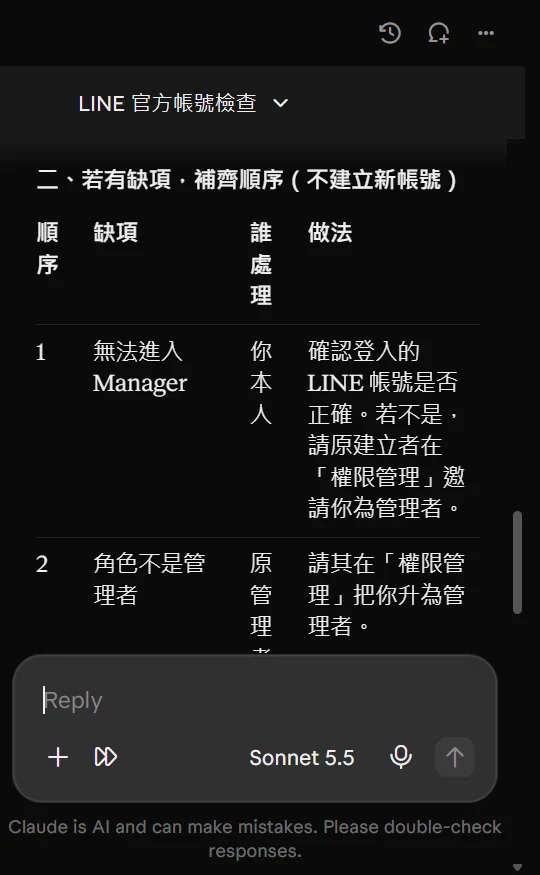 LINE 官方帳號檢查
二、若有缺項，補齊順序（不建立新帳號）
順
序
缺項
誰
處
理
做法
1
無法進入
Manager
你
本
人
確認登入的
LINE 帳號是否
正確。若不是，
請原建立者在
「權限管理」邀
請你為管理者。
2
角色不是管
理者
原
管
理
請其在「權限管
理」把你升為管
理者。
Reply
Sonnet 5.5
Claude is AI and can make mistakes. Please double-check
responses.